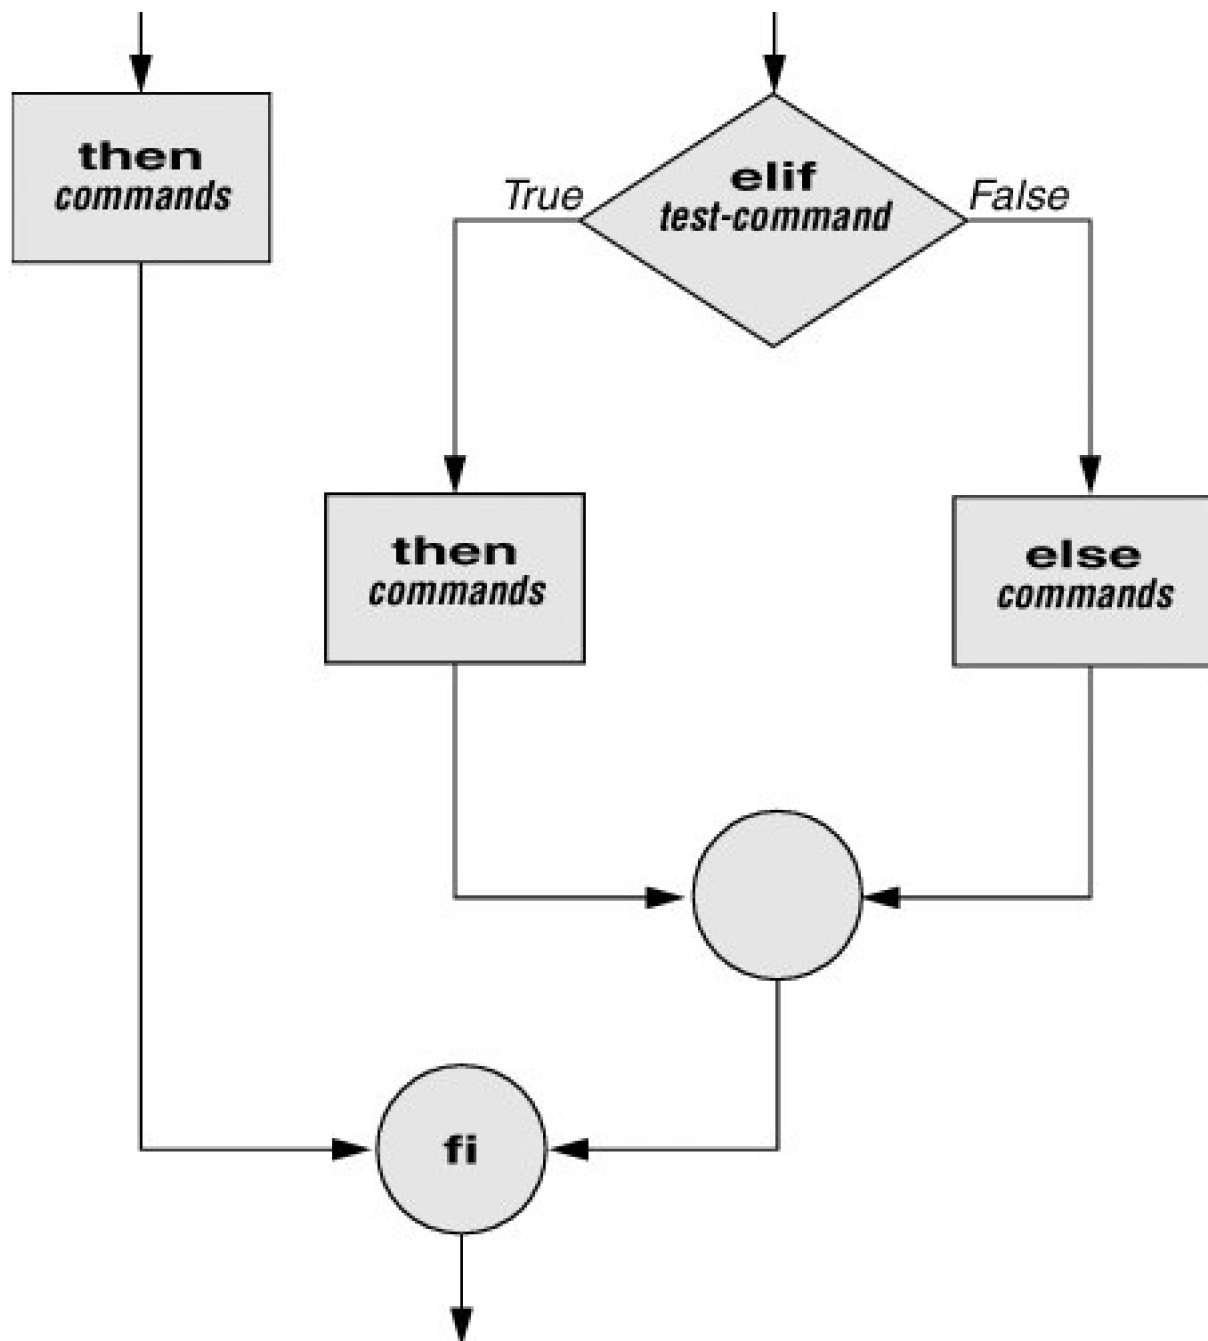 then
commands
True
elif
test-command
False
then
commands
else
commands
fi